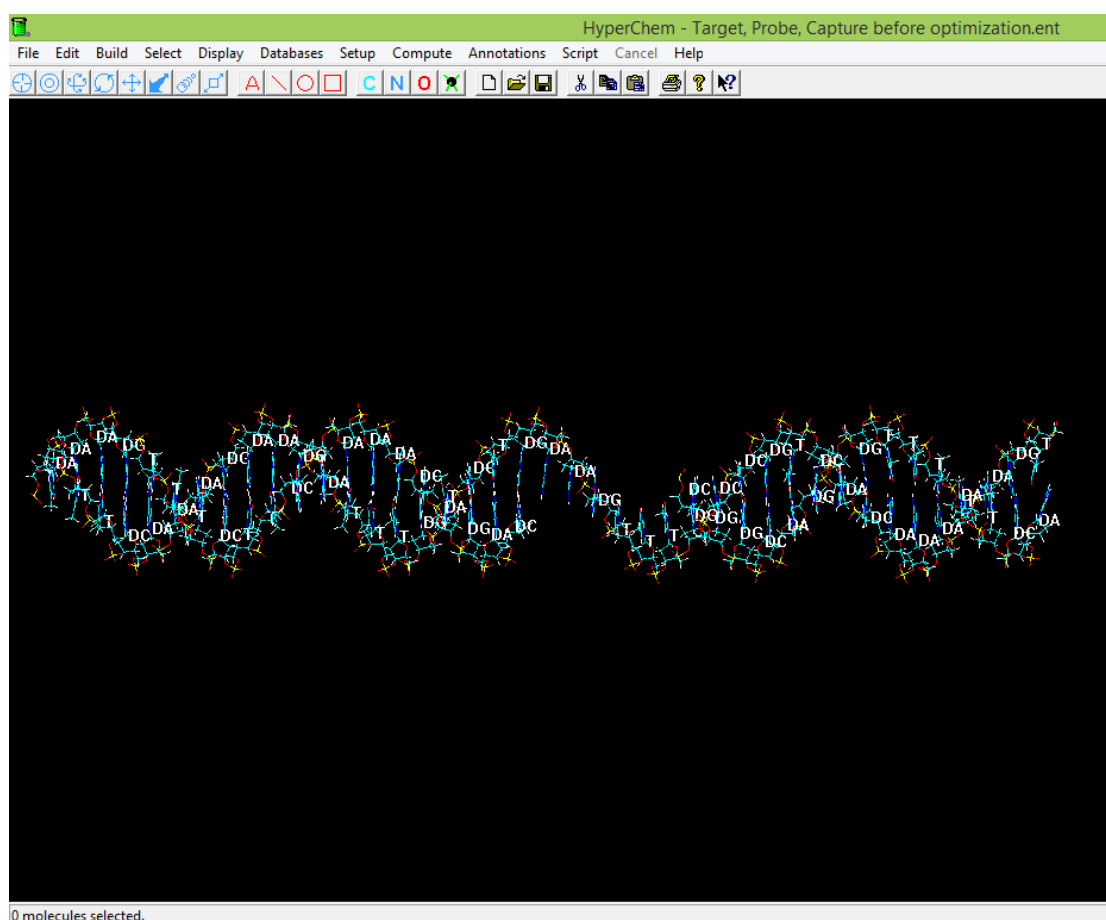 HyperChem - Target, Probe, Capture before optimization.ent
File Edit Build Select Display Databases Setup Compute Annotations Script Cancel Help
A C N O ? ?
DA DA DA DG T DC DA DA DG DA DA DA DC DG T DG DA DA DG DC DC DC DG T DG DA DG T T DA DA DG T
T T DC DA DA T T DA DC T DC DA T T DG DA DG DA DC T T DG DG DG DC DA DG DC DA DA DA T DC DA
0 molecules selected.